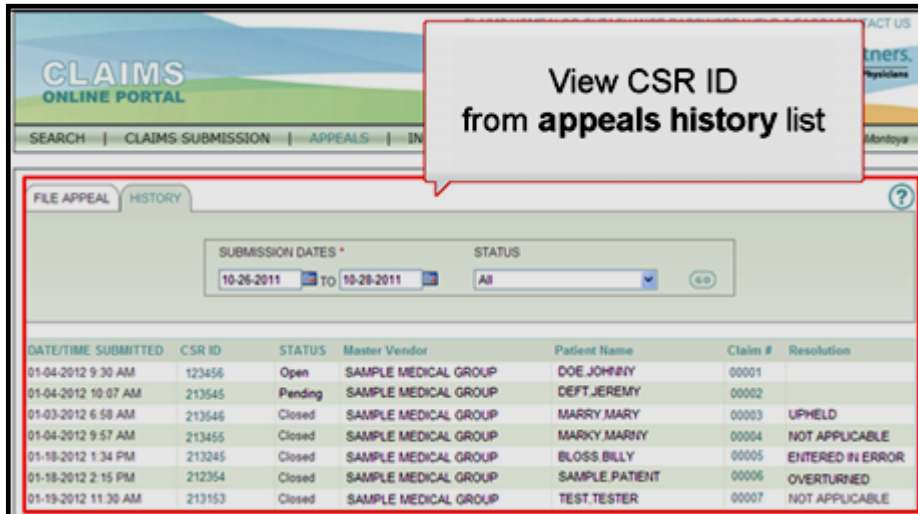 CONTACT US
tners.
Physicians
CLAIMS
ONLINE PORTAL
View CSR ID
from appeals history list
SEARCH | CLAIMS SUBMISSION | APPEALS | IN
Montoya
FILE APPEAL HISTORY ?
SUBMISSION DATES * STATUS
10-26-2011 TO 10-28-2011 All GO
DATE/TIME SUBMITTED CSR ID STATUS Master Vendor Patient Name Claim # Resolution
01-04-2012 9:30 AM 123456 Open SAMPLE MEDICAL GROUP DOE,JOHNNY 00001
01-04-2012 10:07 AM 213545 Pending SAMPLE MEDICAL GROUP DEFT,JEREMY 00002
01-03-2012 6:58 AM 213546 Closed SAMPLE MEDICAL GROUP MARRY,MARY 00003 UPHELD
01-04-2012 9:57 AM 213455 Closed SAMPLE MEDICAL GROUP MARKY,MARNY 00004 NOT APPLICABLE
01-18-2012 1:34 PM 213245 Closed SAMPLE MEDICAL GROUP BLOSS,BILLY 00005 ENTERED IN ERROR
01-18-2012 2:15 PM 212354 Closed SAMPLE MEDICAL GROUP SAMPLE,PATIENT 00006 OVERTURNED
01-19-2012 11:30 AM 213153 Closed SAMPLE MEDICAL GROUP TEST,TESTER 00007 NOT APPLICABLE